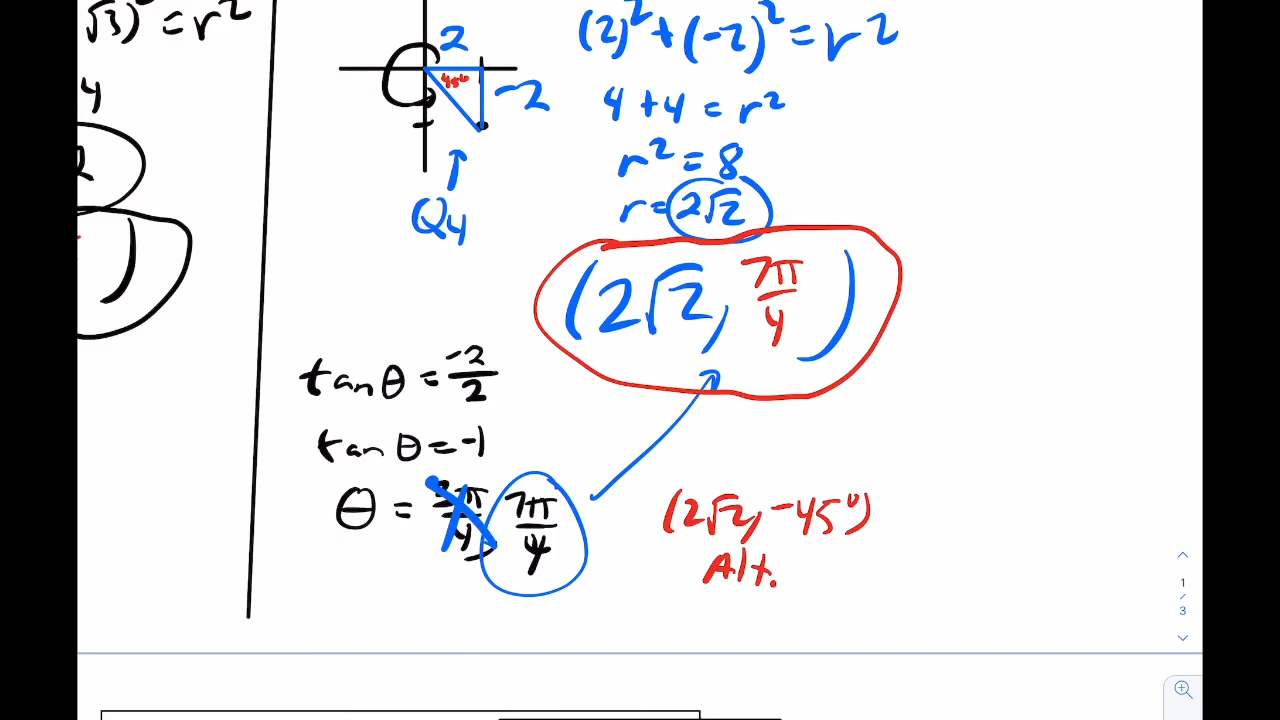 √3)² = r²
4
2
)
2
45°
-2
Q4
(2)² + (-2)² = r²
4 + 4 = r²
r² = 8
r = 2√2
(2√2, 7π/4)
tan θ = -2/2
tan θ = -1
θ = 3π/4, 7π/4
(2√2, -45°)
Alt.
1
/
3